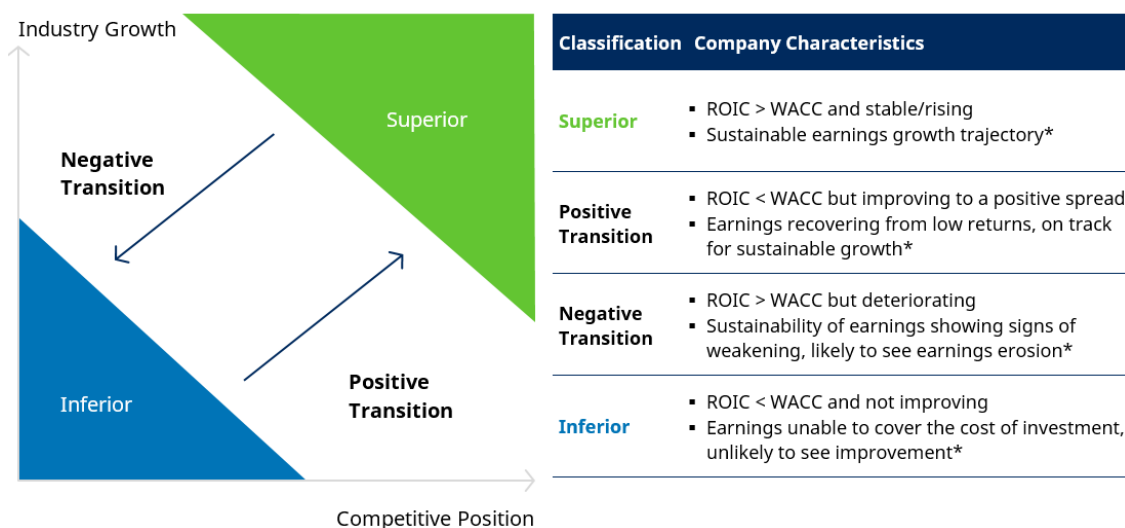 Industry Growth
Superior
Negative
Transition
Positive
Transition
Inferior
Competitive Position
Classification Company Characteristics
Superior
▪ ROIC > WACC and stable/rising
▪ Sustainable earnings growth trajectory*
Positive
Transition
▪ ROIC < WACC but improving to a positive spread
▪ Earnings recovering from low returns, on track
for sustainable growth*
Negative
Transition
▪ ROIC > WACC but deteriorating
▪ Sustainability of earnings showing signs of
weakening, likely to see earnings erosion*
Inferior
▪ ROIC < WACC and not improving
▪ Earnings unable to cover the cost of investment,
unlikely to see improvement*